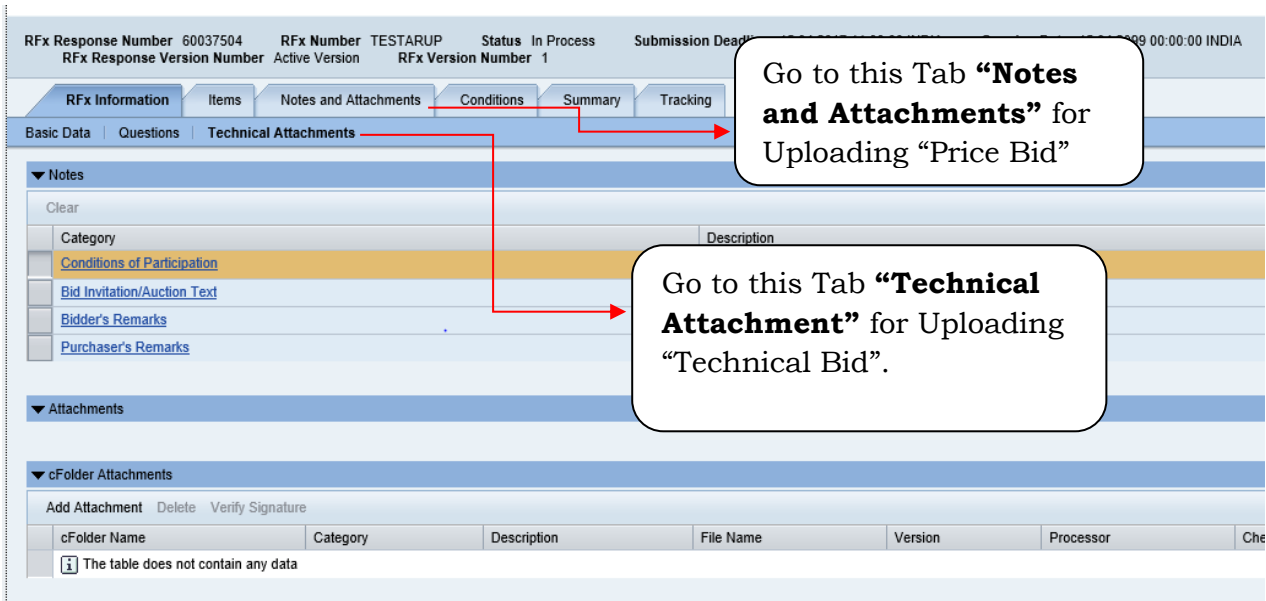 RFx Response Number 60037504 RFx Number TESTARUP Status In Process Submission INDIA
RFx Response Version Number Active Version RFx Version Number 1
RFx Information Items Notes and Attachments Conditions Summary Tracking
Basic Data Questions Technical Attachments
Go to this Tab “Notes
and Attachments” for
Uploading “Price Bid”
Notes
Clear
Category Description
Conditions of Participation
Bid Invitation/Auction Text
Bidder's Remarks
Purchaser's Remarks
Go to this Tab “Technical
Attachment” for Uploading
“Technical Bid”.
Attachments
cFolder Attachments
Add Attachment Delete Verify Signature
cFolder Name Category Description File Name Version Processor
The table does not contain any data